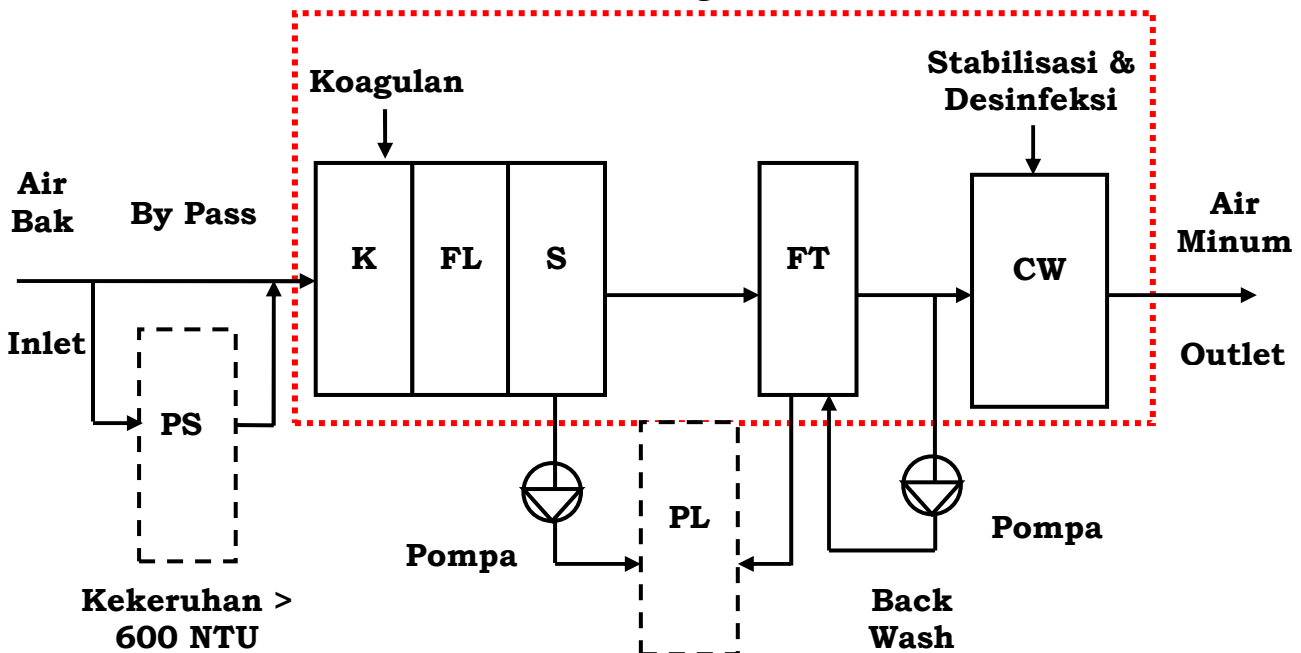 Koagulan
Stabilisasi &
Desinfeksi
Air
Bak
By Pass
K
FL
S
FT
CW
Air
Minum
Inlet
Outlet
PS
PL
Pompa
Pompa
Kekeruhan >
600 NTU
Back
Wash